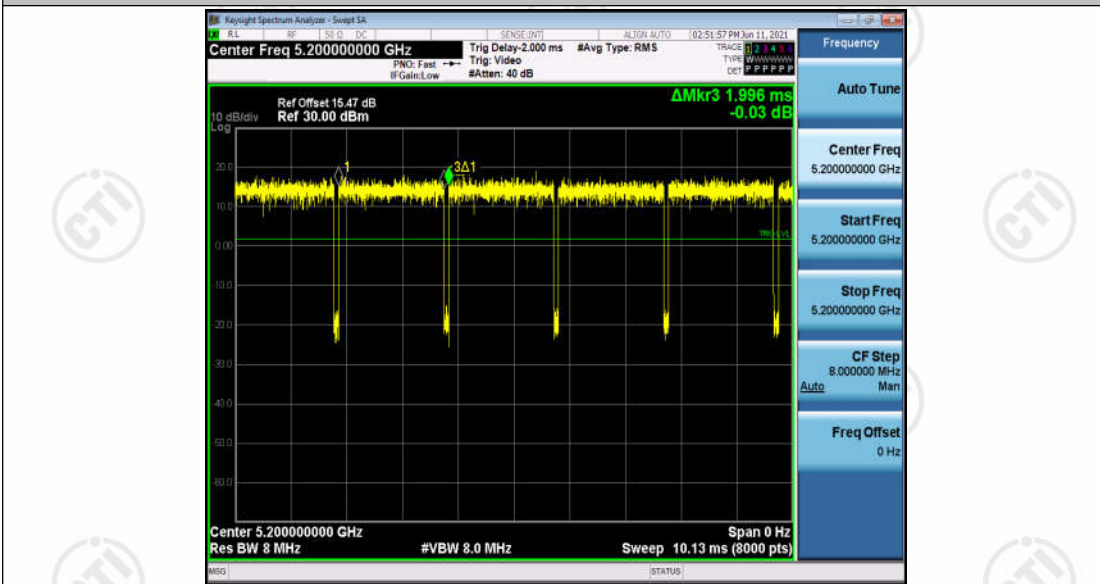 Keysight Spectrum Analyzer - Swept SA
RL RF 50 Ω DC SENSE:INT ALIGN AUTO 02:51:57 PM Jun 11, 2021
Center Freq 5.200000000 GHz
PNO: Fast
IFGain:Low
Trig Delay-2.000 ms
Trig: Video
#Atten: 40 dB
#Avg Type: RMS
TRACE 1 2 3 4 5 6
TYPE WWWWWW
DET P P P P P P
Ref Offset 15.47 dB
10 dB/div Ref 30.00 dBm
Log
ΔMkr3 1.996 ms
-0.03 dB
1
3Δ1
20.0
10.0
TRIG LVL
0.00
-10.0
-20.0
-30.0
-40.0
-50.0
-60.0
Center 5.200000000 GHz Span 0 Hz
Res BW 8 MHz #VBW 8.0 MHz Sweep 10.13 ms (8000 pts)
MSG STATUS
Frequency
Auto Tune
Center Freq
5.200000000 GHz
Start Freq
5.200000000 GHz
Stop Freq
5.200000000 GHz
CF Step
8.000000 MHz
Auto Man
Freq Offset
0 Hz
CTI
CTI